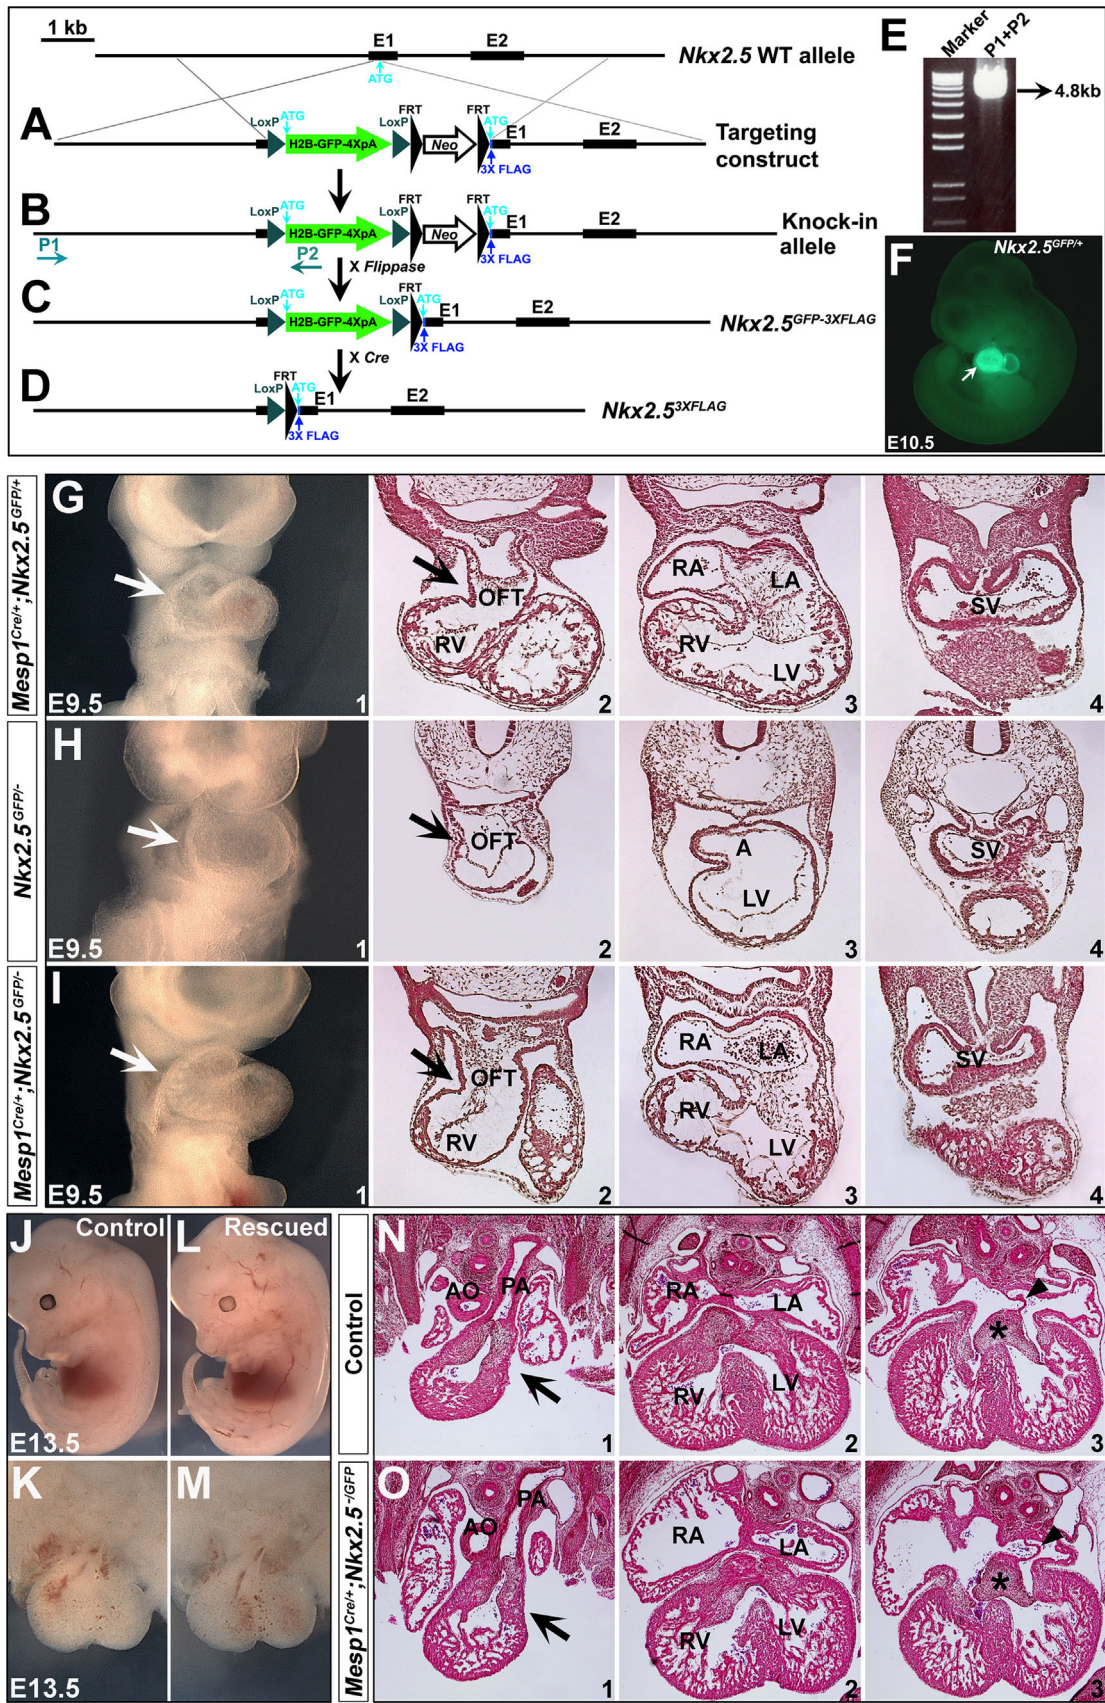 1 kb
E1
E2
Nkx2.5 WT allele
ATG
A
LoxP
ATG
H2B-GFP-4XpA
LoxP
FRT
Neo
FRT
ATG
E1
3X FLAG
E2
Targeting
construct
B
LoxP
ATG
H2B-GFP-4XpA
LoxP
FRT
Neo
FRT
ATG
E1
3X FLAG
E2
Knock-in
allele
P1
P2
X Flippase
C
LoxP
ATG
H2B-GFP-4XpA
LoxP
FRT
ATG
E1
3X FLAG
E2
Nkx2.5GFP-3XFLAG
X Cre
D
LoxP
FRT
ATG
E1
3X FLAG
E2
Nkx2.53XFLAG
E
Marker
P1+P2
4.8kb
F
Nkx2.5GFP/+
E10.5
Mesp1Cre/+;Nkx2.5GFP/+
G
E9.5
1
OFT
RV
2
RA
LA
RV
LV
3
SV
4
Nkx2.5GFP/-
H
E9.5
1
OFT
2
A
LV
3
SV
4
Mesp1Cre/+;Nkx2.5GFP/-
I
E9.5
1
OFT
RV
2
RA
LA
RV
LV
3
SV
4
J
Control
E13.5
L
Rescued
K
E13.5
M
Control
N
AO
PA
1
RA
LA
RV
LV
2
*
3
Mesp1Cre/+;Nkx2.5-/GFP
O
AO
PA
1
RA
LA
RV
LV
2
*
3